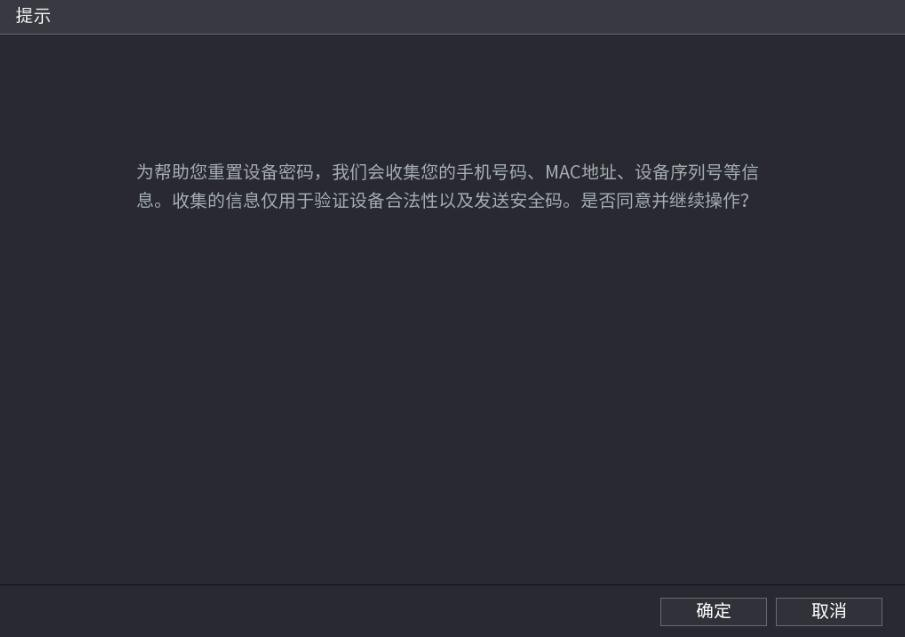 提示
为帮助您重置设备密码，我们会收集您的手机号码、MAC地址、设备序列号等信
息。收集的信息仅用于验证设备合法性以及发送安全码。是否同意并继续操作？
确定
取消